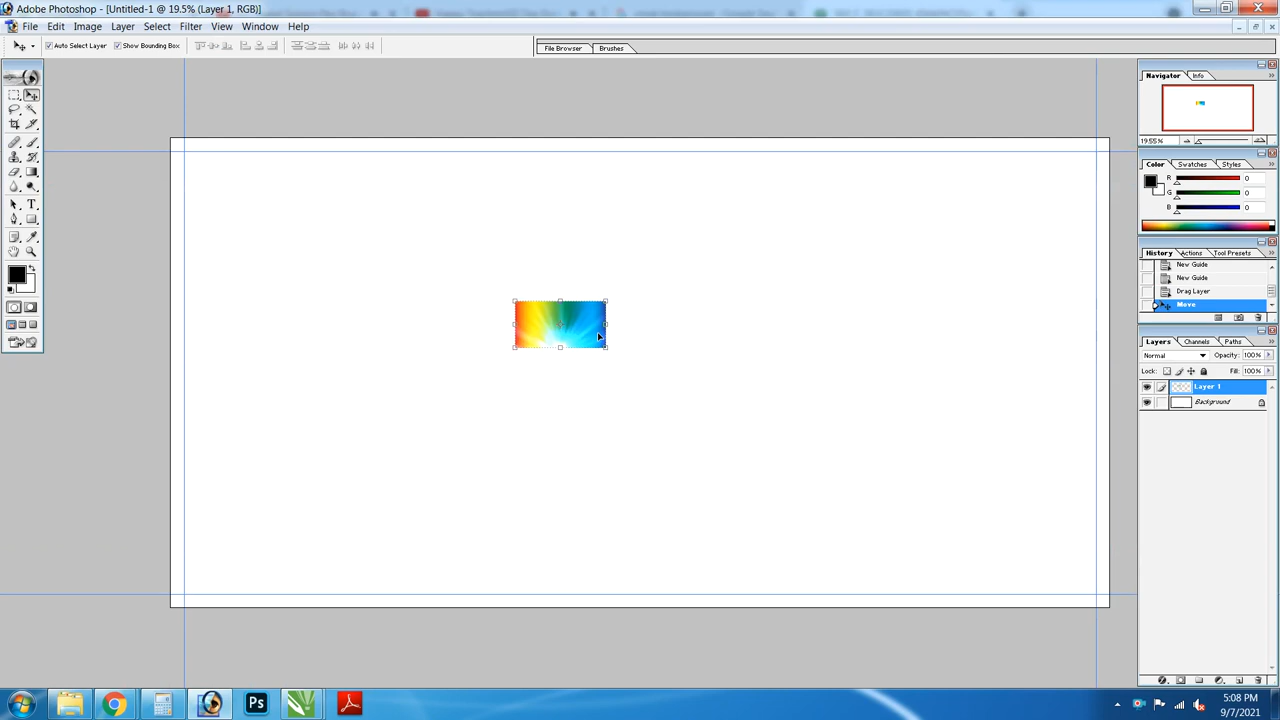 Adobe Photoshop - [Untitled-1 @ 19.5% (Layer 1, RGB)]
File Edit Image Layer Select Filter View Window Help
Auto Select Layer Show Bounding Box
File Browser Brushes
Navigator Info
19.55%
Color Swatches Styles
R 0
G 0
B 0
History Actions Tool Presets
New Guide
New Guide
Drag Layer
Move
Layers Channels Paths
Normal Opacity: 100%
Lock: Fill: 100%
Layer 1
Background
Ps
5:08 PM
9/7/2021